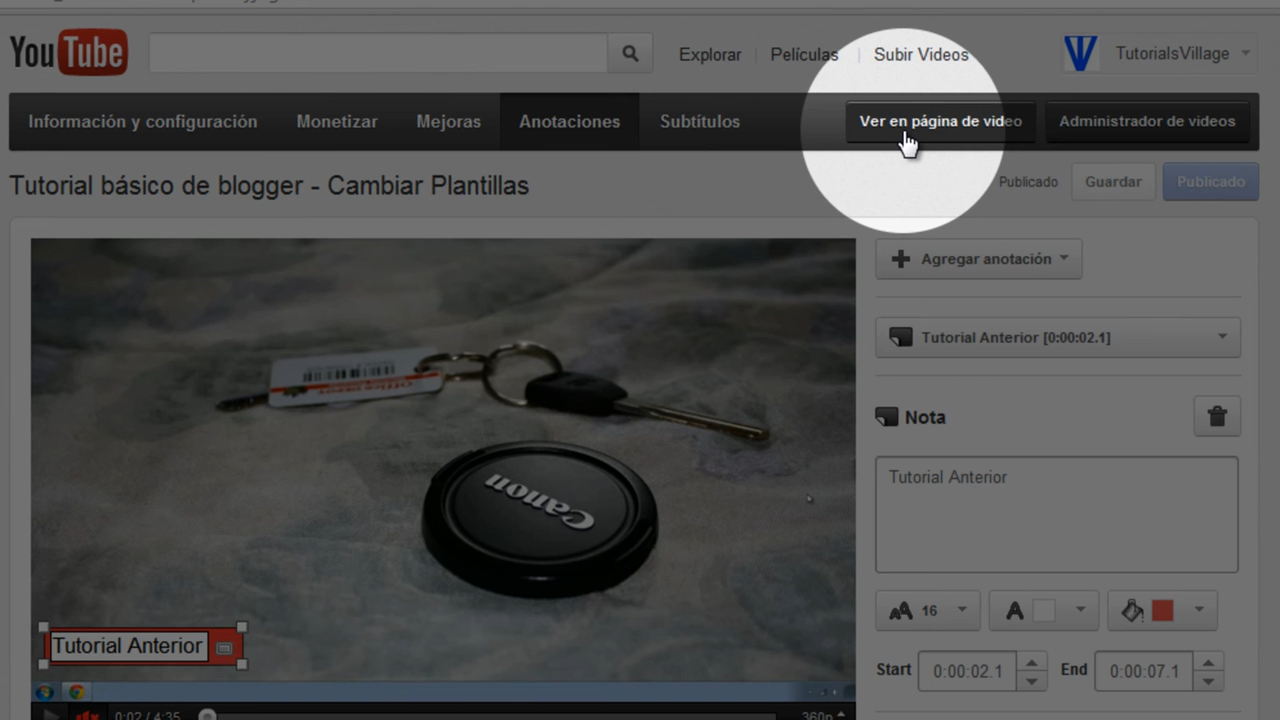 YouTube
Explorar
Películas
Subir Videos
TutorialsVillage
Información y configuración
Monetizar
Mejoras
Anotaciones
Subtítulos
Ver en página de video
Administrador de videos
Tutorial básico de blogger - Cambiar Plantillas
Publicado
Guardar
Publicado
Agregar anotación
Tutorial Anterior [0:00:02.1]
Nota
Tutorial Anterior
Canon
Tutorial Anterior
A 16
A
Start 0:00:02.1 End 0:00:07.1
0:02 / 4:35
360p